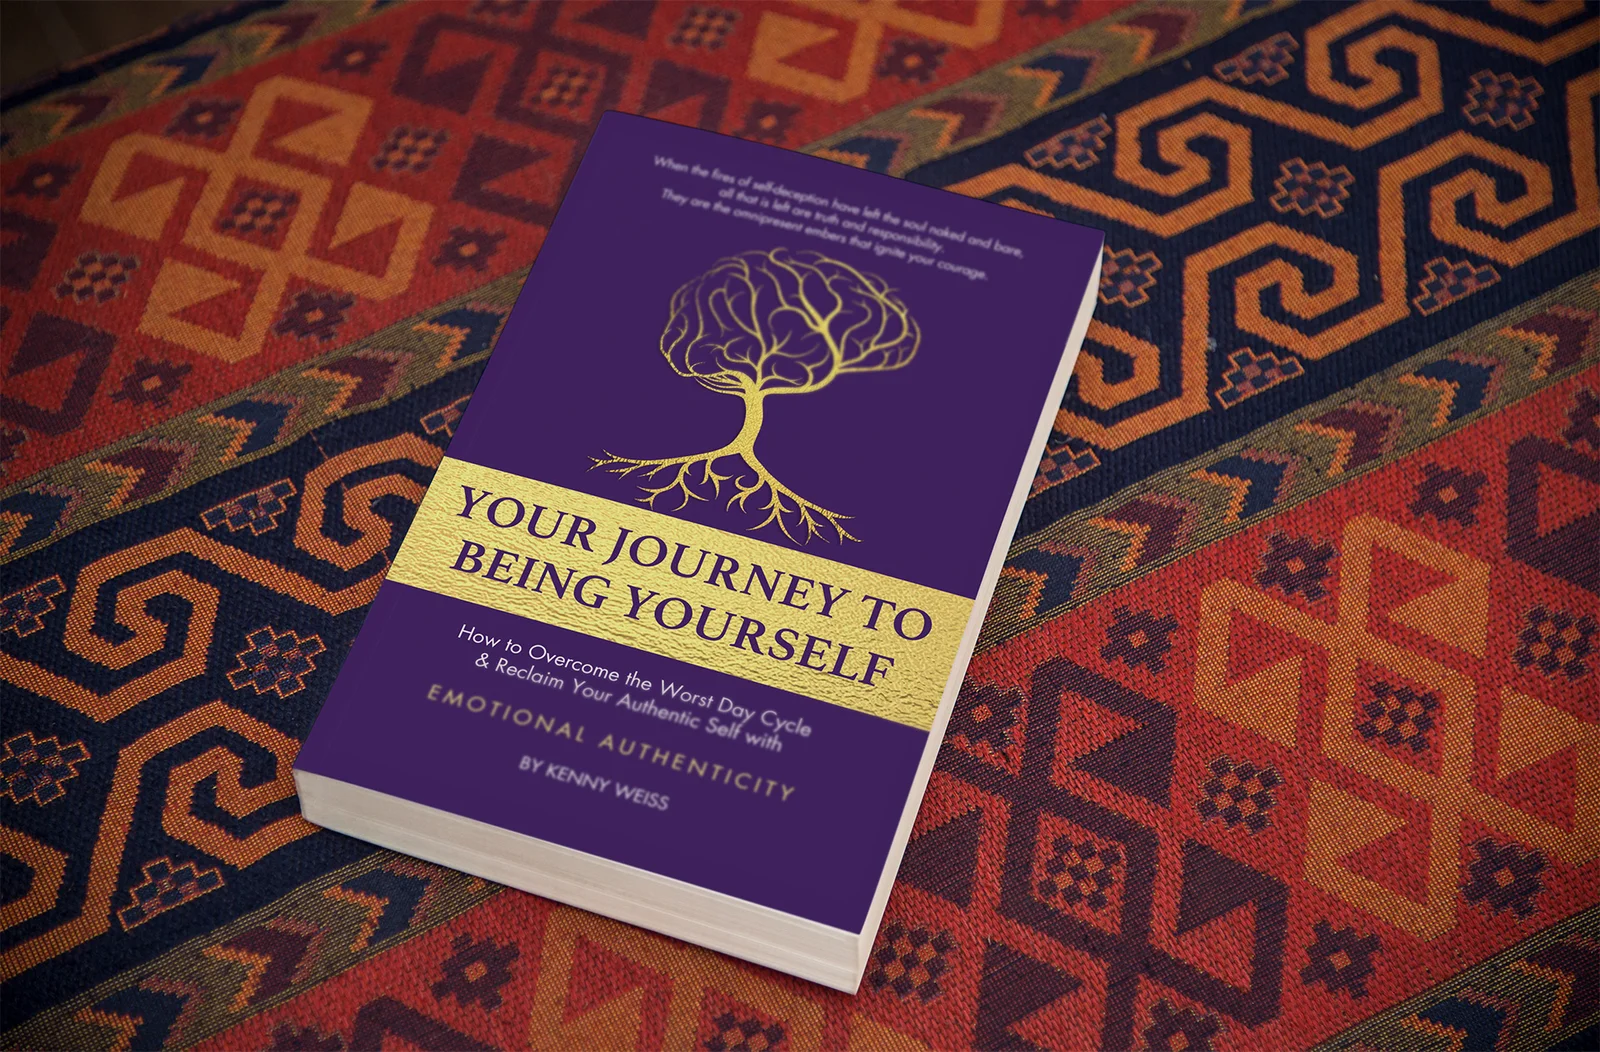 When the fires of self-deception have left the soul naked and bare,
all that is left are truth and responsibility.
They are the omnipresent embers that ignite your courage.
YOUR JOURNEY TO
BEING YOURSELF
How to Overcome the Worst Day Cycle
& Reclaim Your Authentic Self with
EMOTIONAL AUTHENTICITY
BY KENNY WEISS